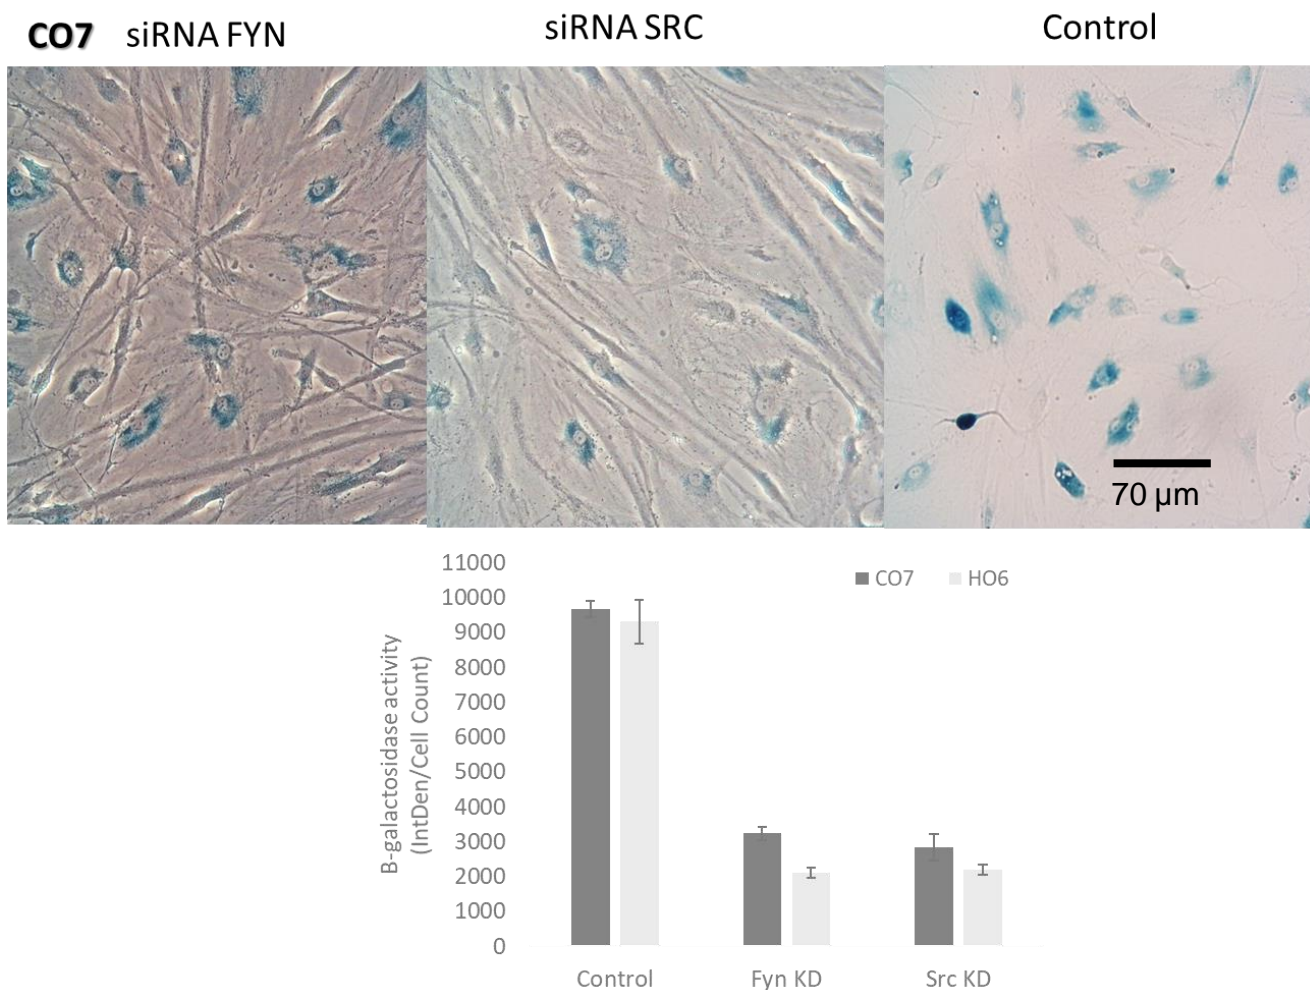 CO7 siRNA FYN siRNA SRC Control
70 μm
11000
10000
9000
8000
7000
6000
5000
4000
3000
2000
1000
0
B-galactosidase activity
(IntDen/Cell Count)
CO7 HO6
Control Fyn KD Src KD